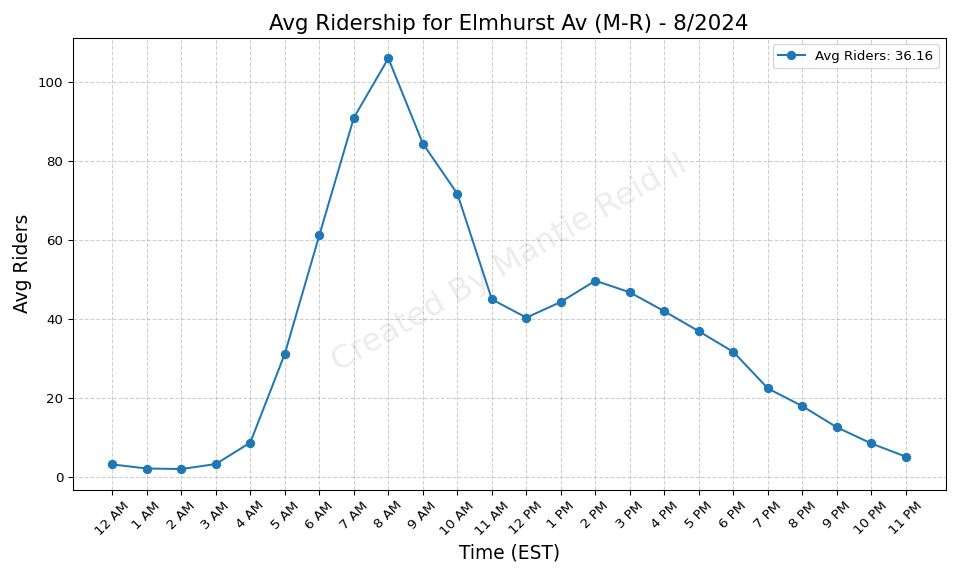 Avg Ridership for Elmhurst Av (M-R) - 8/2024
Avg Riders: 36.16
100
80
60
40
20
0
Avg Riders
Created By Mantie Reid II
12 AM
1 AM
2 AM
3 AM
4 AM
5 AM
6 AM
7 AM
8 AM
9 AM
10 AM
11 AM
12 PM
1 PM
2 PM
3 PM
4 PM
5 PM
6 PM
7 PM
8 PM
9 PM
10 PM
11 PM
Time (EST)